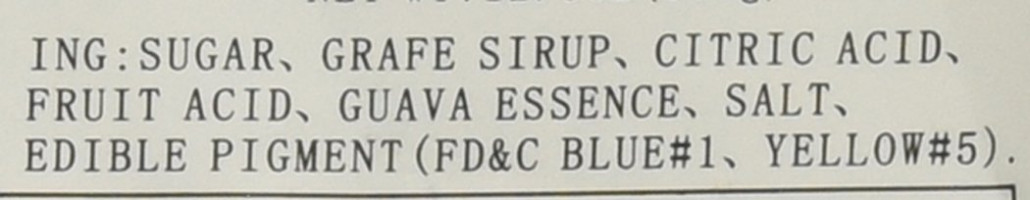 ING:SUGAR、GRAFE SIRUP、CITRIC ACID、
FRUIT ACID、GUAVA ESSENCE、SALT、
EDIBLE PIGMENT(FD&C BLUE#1、YELLOW#5).